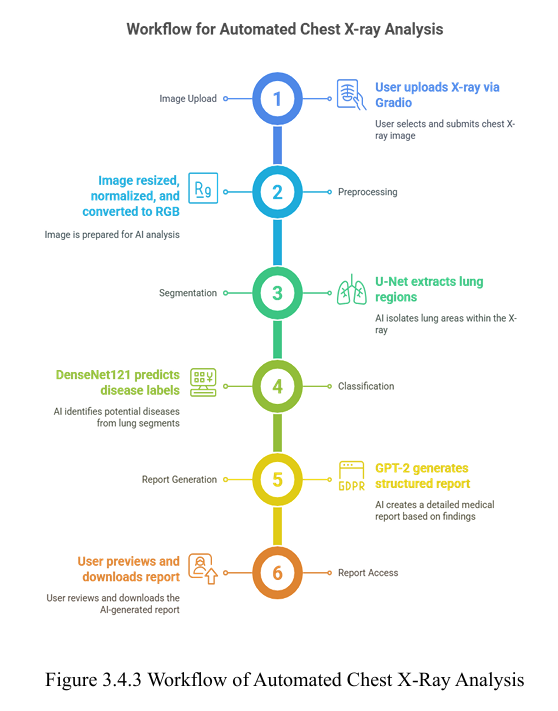 Workflow for Automated Chest X-ray Analysis
Image Upload
1
User uploads X-ray via
Gradio
User selects and submits chest X-
ray image
Image resized,
normalized, and
converted to RGB
Image is prepared for AI analysis
Rg
2
Preprocessing
Segmentation
3
U-Net extracts lung
regions
AI isolates lung areas within the X-
ray
DenseNet121 predicts
disease labels
AI identifies potential diseases
from lung segments
4
Classification
Report Generation
5
GDPR
GPT-2 generates
structured report
AI creates a detailed medical
report based on findings
User previews and
downloads report
User reviews and downloads the
AI-generated report
6
Report Access
Figure 3.4.3 Workflow of Automated Chest X-Ray Analysis